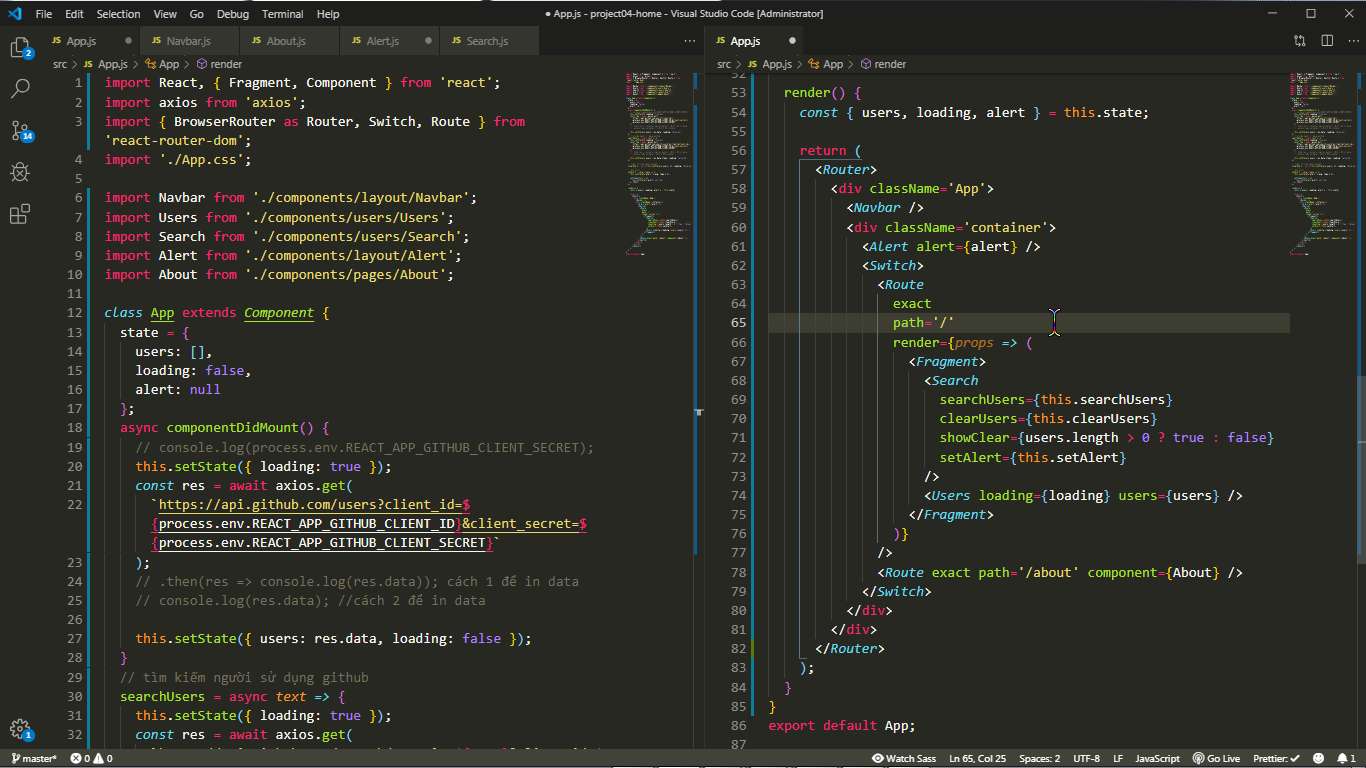 File Edit Selection View Go Debug Terminal Help
● App.js - project04-home - Visual Studio Code [Administrator]
JS App.js
JS Navbar.js
JS About.js
JS Alert.js
JS Search.js
src > JS App.js > App > render
1 import React, { Fragment, Component } from 'react';
2 import axios from 'axios';
3 import { BrowserRouter as Router, Switch, Route } from
'react-router-dom';
4 import './App.css';
5
6 import Navbar from './components/layout/Navbar';
7 import Users from './components/users/Users';
8 import Search from './components/users/Search';
9 import Alert from './components/layout/Alert';
10 import About from './components/pages/About';
11
12 class App extends Component {
13 state = {
14 users: [],
15 loading: false,
16 alert: null
17 };
18 async componentDidMount() {
19 // console.log(process.env.REACT_APP_GITHUB_CLIENT_SECRET);
20 this.setState({ loading: true });
21 const res = await axios.get(
22 `https://api.github.com/users?client_id=$
{process.env.REACT_APP_GITHUB_CLIENT_ID}&client_secret=$
{process.env.REACT_APP_GITHUB_CLIENT_SECRET}`
23 );
24 // .then(res => console.log(res.data)); cách 1 để in data
25 // console.log(res.data); //cách 2 để in data
26
27 this.setState({ users: res.data, loading: false });
28 }
29 // tìm kiếm người sử dụng github
30 searchUsers = async text => {
31 this.setState({ loading: true });
32 const res = await axios.get(
JS App.js
src > JS App.js > App > render
52
53 render() {
54 const { users, loading, alert } = this.state;
55
56 return (
57 <Router>
58 <div className='App'>
59 <Navbar />
60 <div className='container'>
61 <Alert alert={alert} />
62 <Switch>
63 <Route
64 exact
65 path='/'
66 render={props => (
67 <Fragment>
68 <Search
69 searchUsers={this.searchUsers}
70 clearUsers={this.clearUsers}
71 showClear={users.length > 0 ? true : false}
72 setAlert={this.setAlert}
73 />
74 <Users loading={loading} users={users} />
75 </Fragment>
76 )}
77 />
78 <Route exact path='/about' component={About} />
79 </Switch>
80 </div>
81 </div>
82 </Router>
83 );
84 }
85 }
86 export default App;
87
2
14
1
master* 0 0
Watch Sass Ln 65, Col 25 Spaces: 2 UTF-8 LF JavaScript Go Live Prettier: ✓ 1